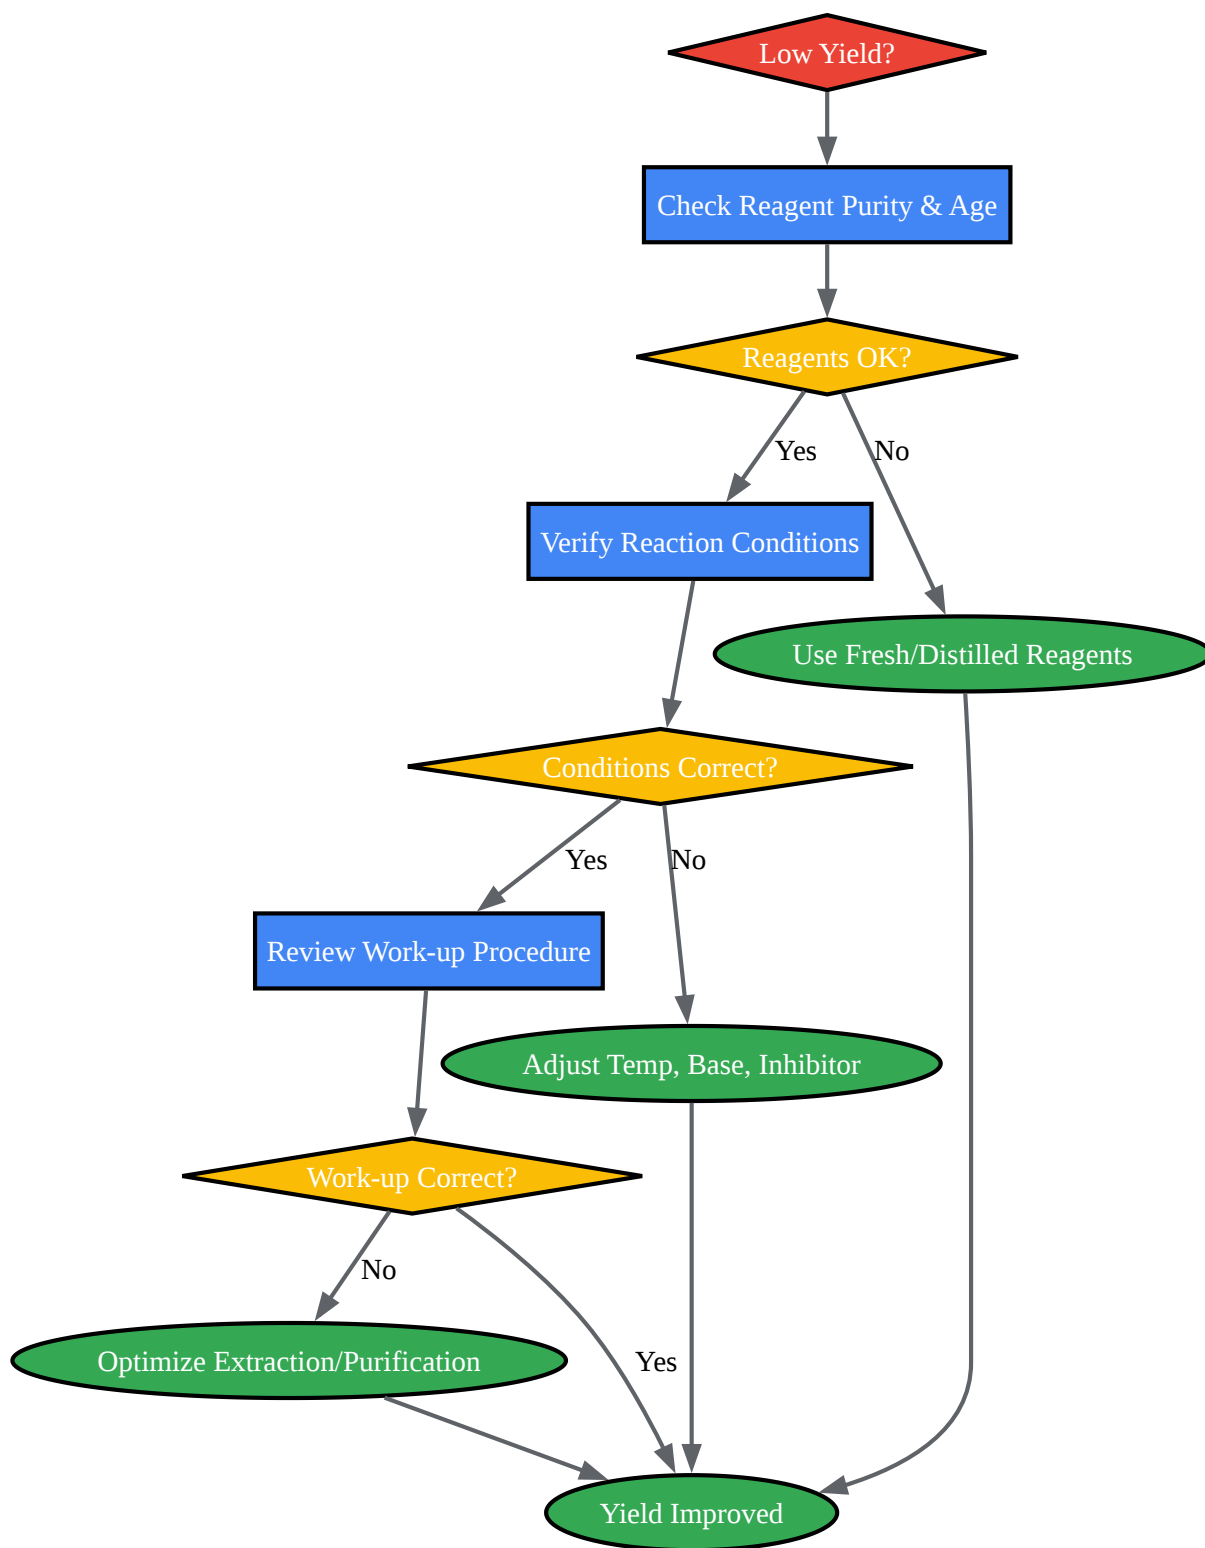 Low Yield?
Check Reagent Purity & Age
Reagents OK?
Yes
No
Verify Reaction Conditions
Use Fresh/Distilled Reagents
Conditions Correct?
Yes
No
Review Work-up Procedure
Adjust Temp, Base, Inhibitor
Work-up Correct?
No
Yes
Optimize Extraction/Purification
Yield Improved